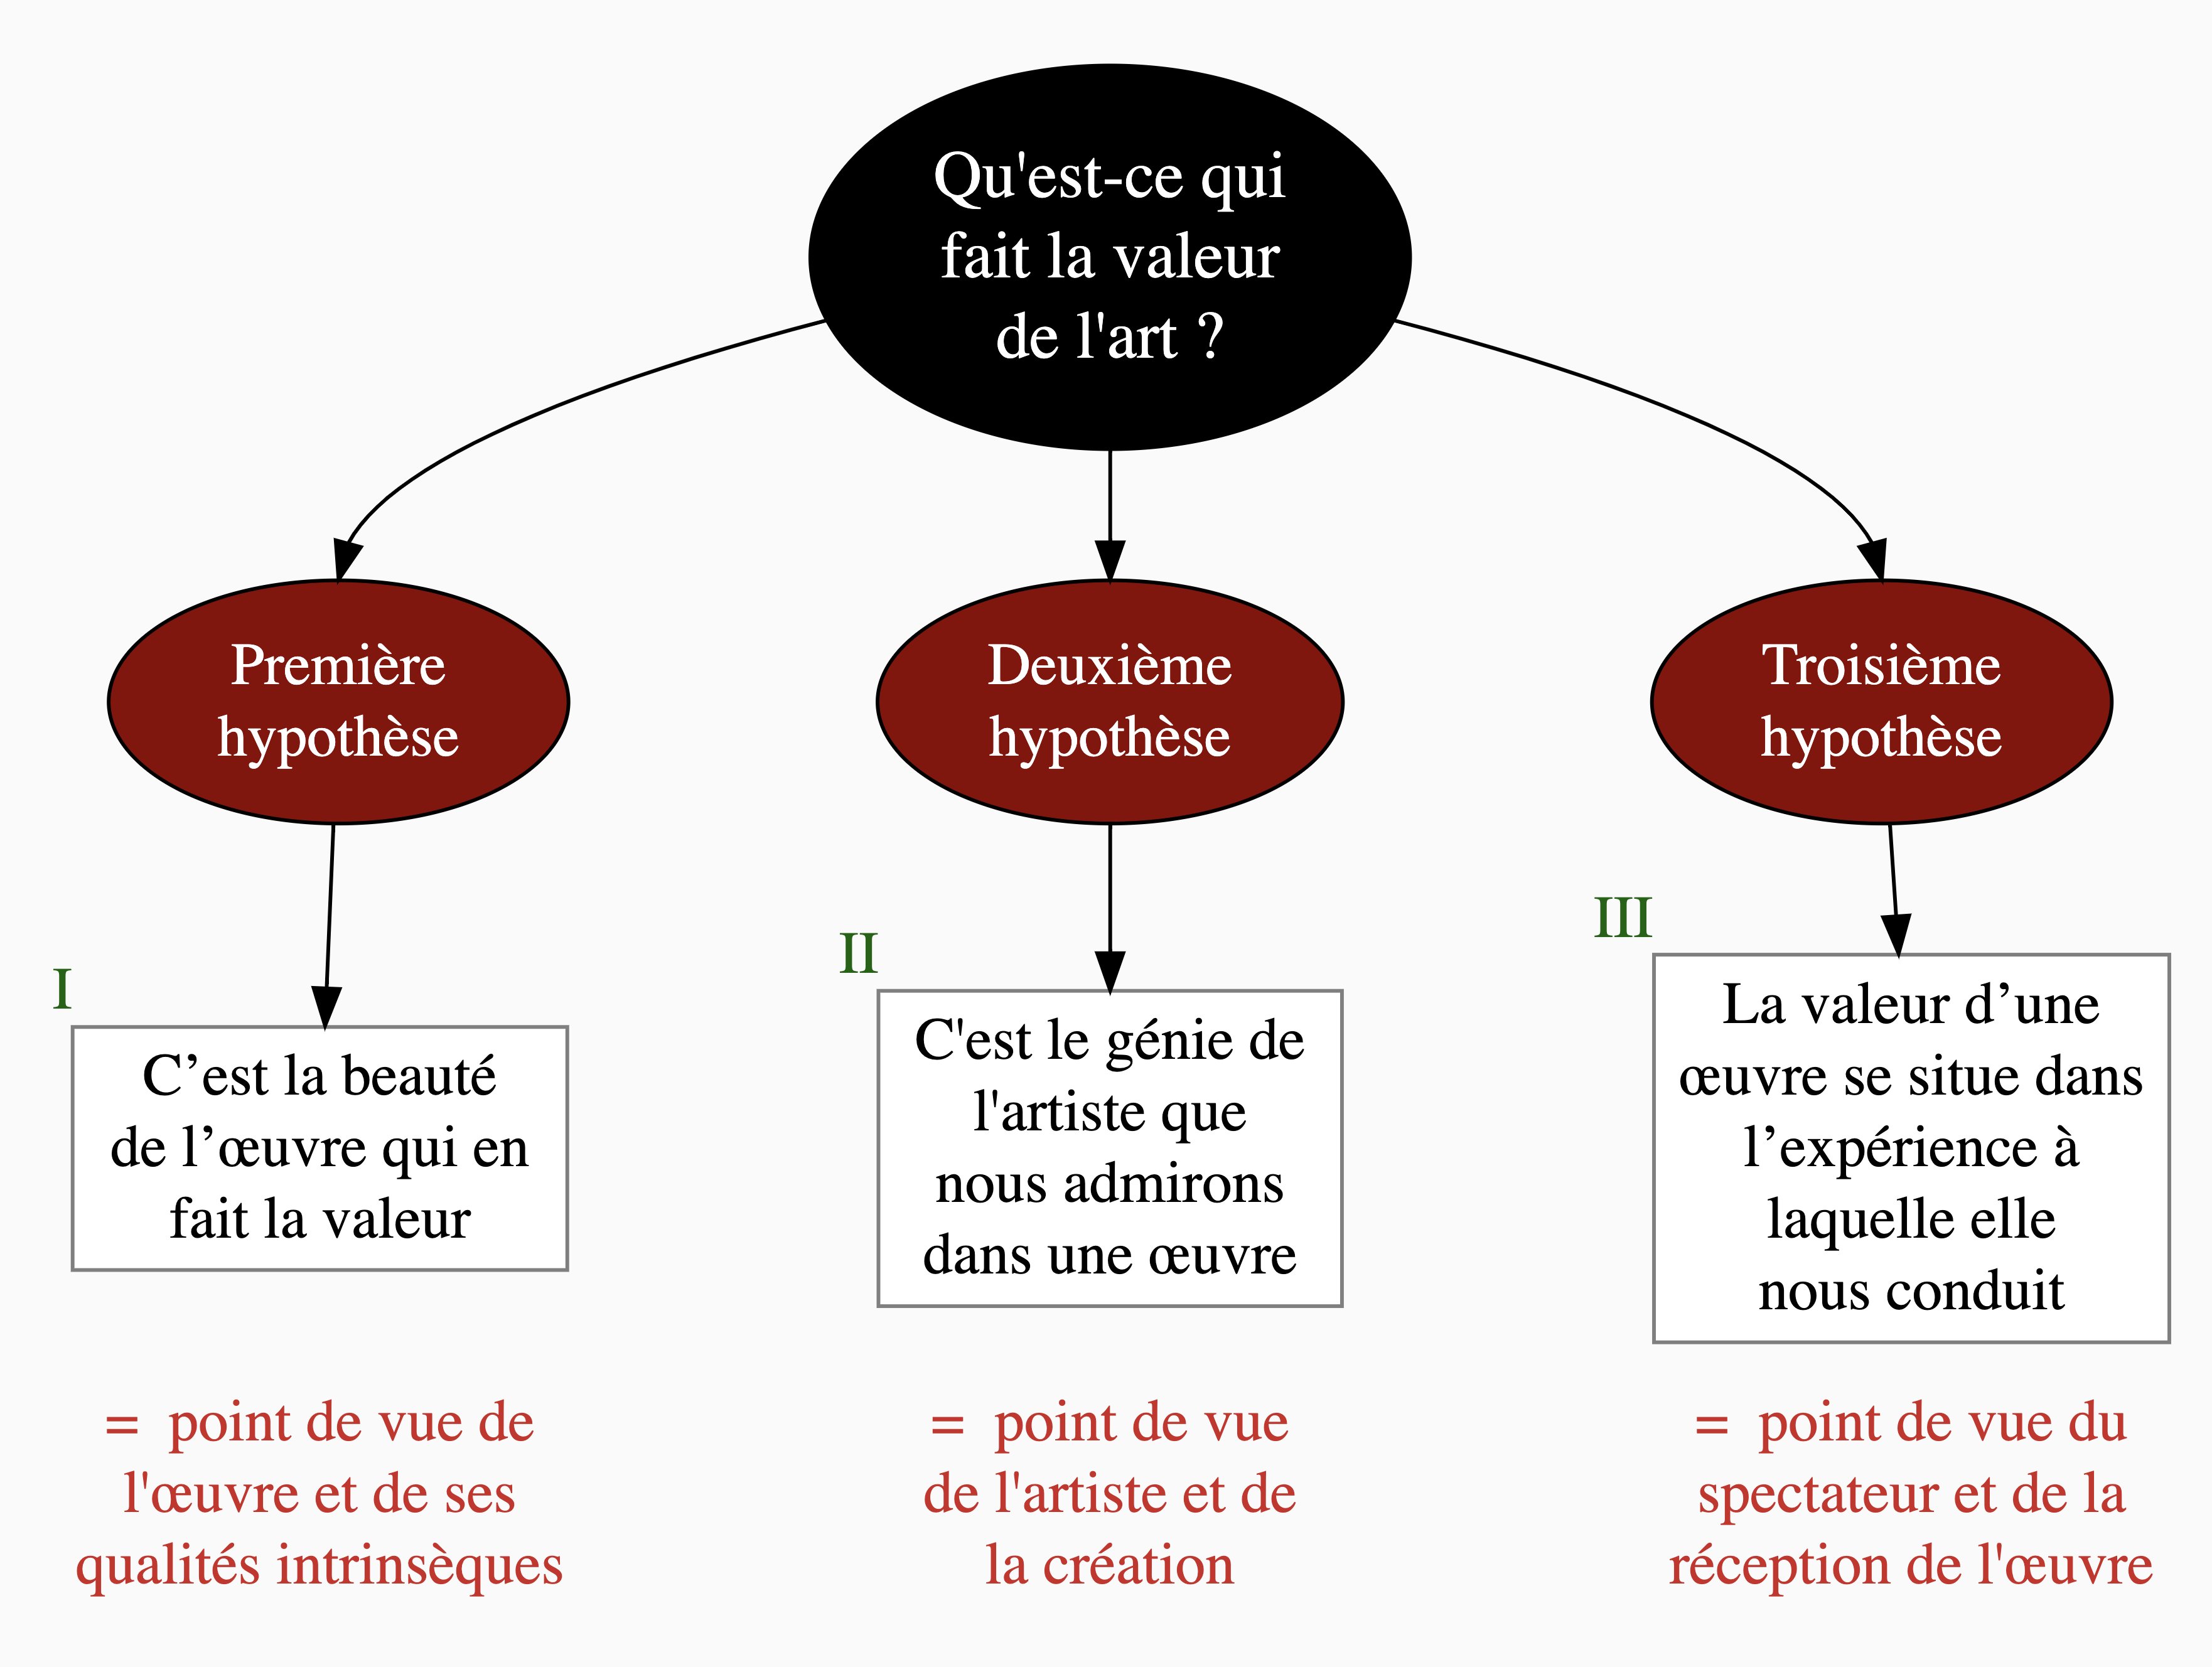 Qu'est-ce qui
fait la valeur
de l'art ?
Première
hypothèse
Deuxième
hypothèse
Troisième
hypothèse
I
C’est la beauté
de l’œuvre qui en
fait la valeur
= point de vue de
l'œuvre et de ses
qualités intrinsèques
II
C'est le génie de
l'artiste que
nous admirons
dans une œuvre
= point de vue
de l'artiste et de
la création
III
La valeur d’une
œuvre se situe dans
l’expérience à
laquelle elle
nous conduit
= point de vue du
spectateur et de la
réception de l'œuvre